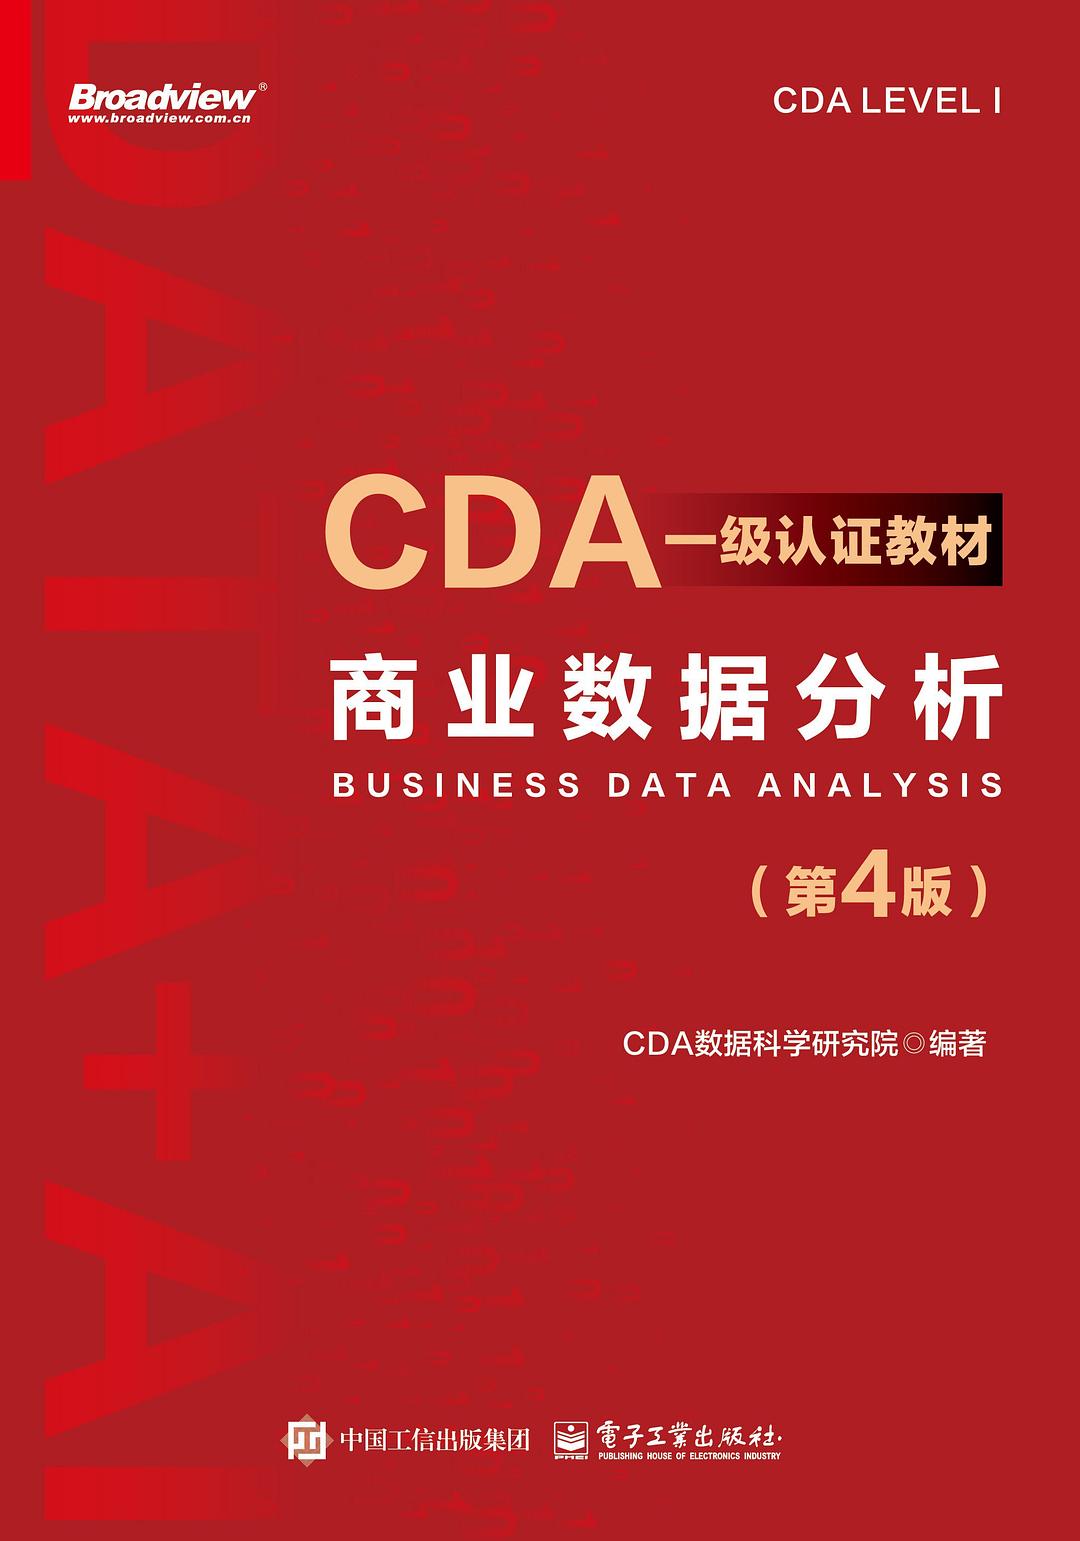 Broadview®
www.broadview.com.cn
CDA LEVEL I
DATA+AI
CDA一级认证教材
商业数据分析
BUSINESS DATA ANALYSIS
（第4版）
CDA数据科学研究院◎编著
中国工信出版集团
電子工業出版社·
PUBLISHING HOUSE OF ELECTRONICS INDUSTRY
PHEI